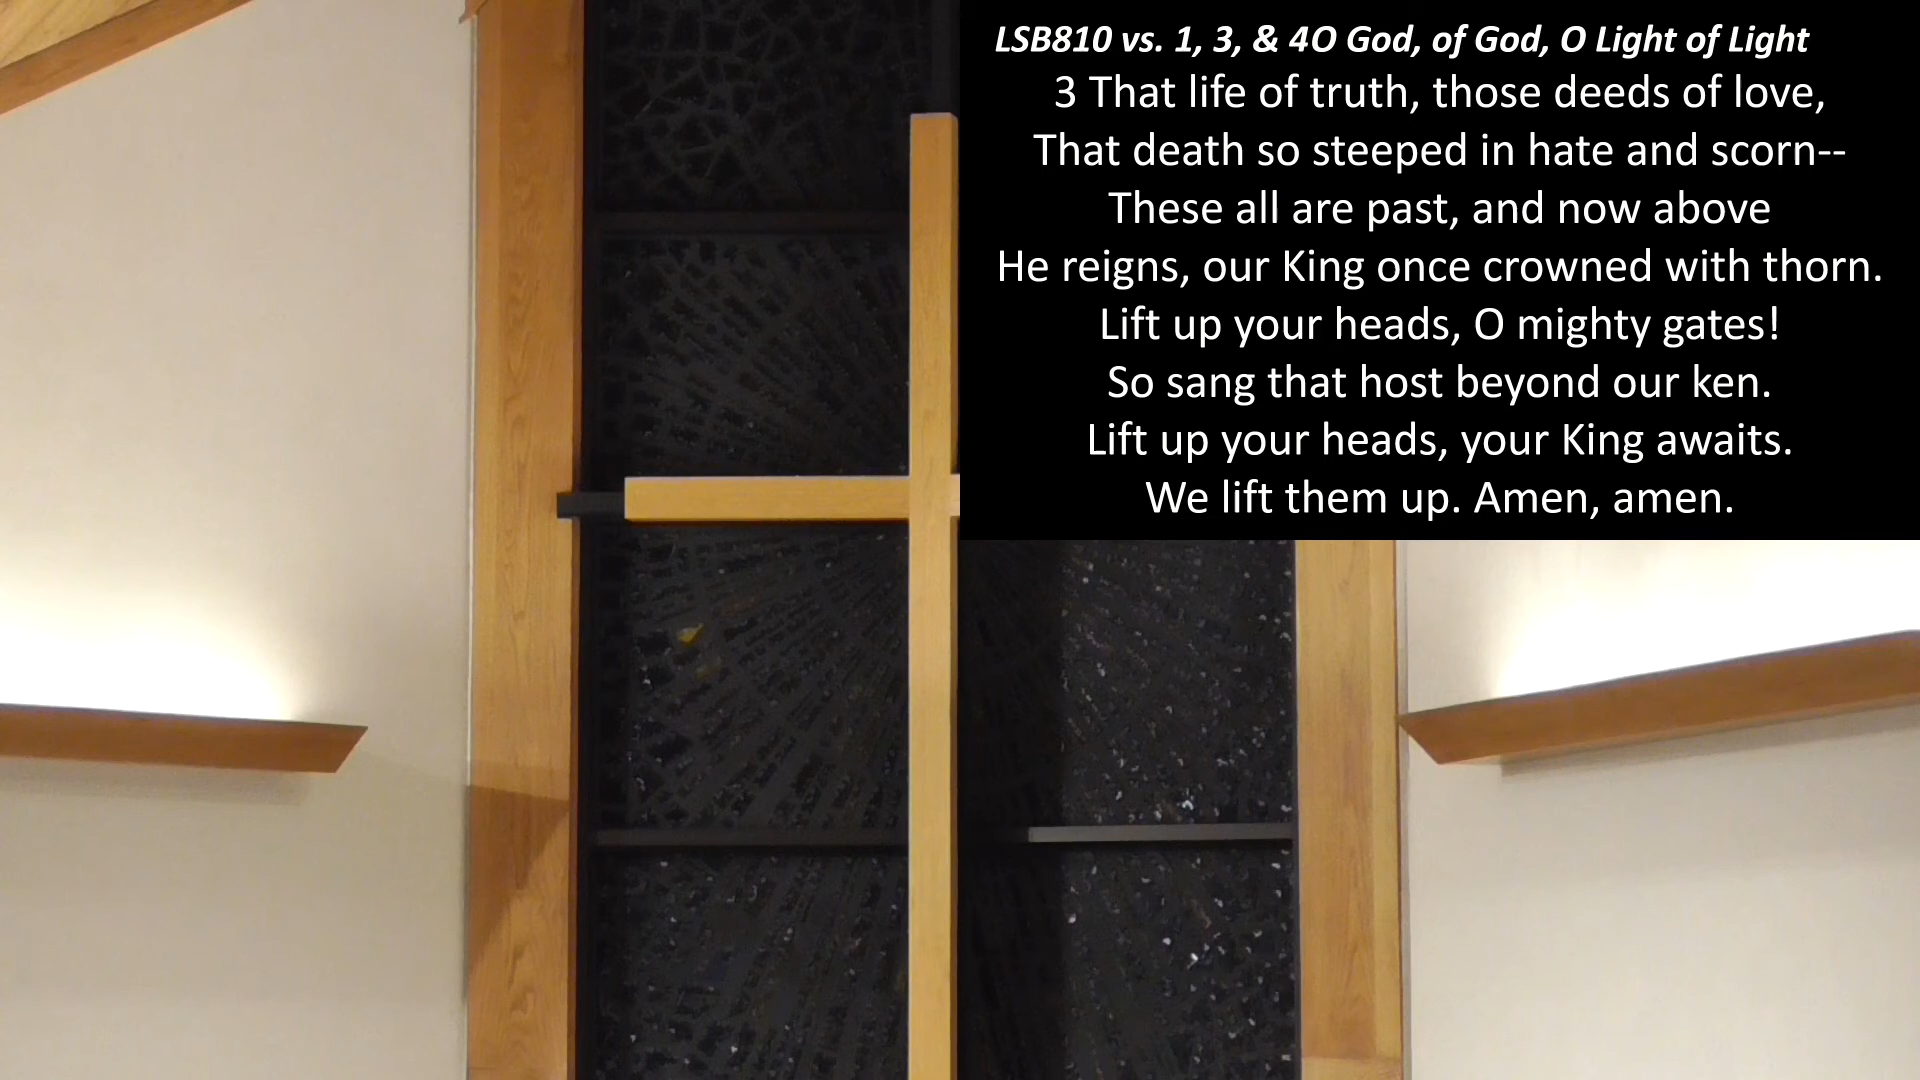 LSB810 vs. 1, 3, & 4O God, of God, O Light of Light
3 That life of truth, those deeds of love,
That death so steeped in hate and scorn--
These all are past, and now above
He reigns, our King once crowned with thorn.
Lift up your heads, O mighty gates!
So sang that host beyond our ken.
Lift up your heads, your King awaits.
We lift them up. Amen, amen.